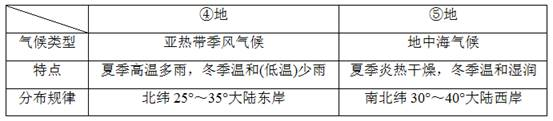 ④地 ⑤地
气候类型 亚热带季风气候 地中海气候
特点 夏季高温多雨，冬季温和(低温)少雨 夏季炎热干燥，冬季温和湿润
分布规律 北纬25°～35°大陆东岸 南北纬30°～40°大陆西岸